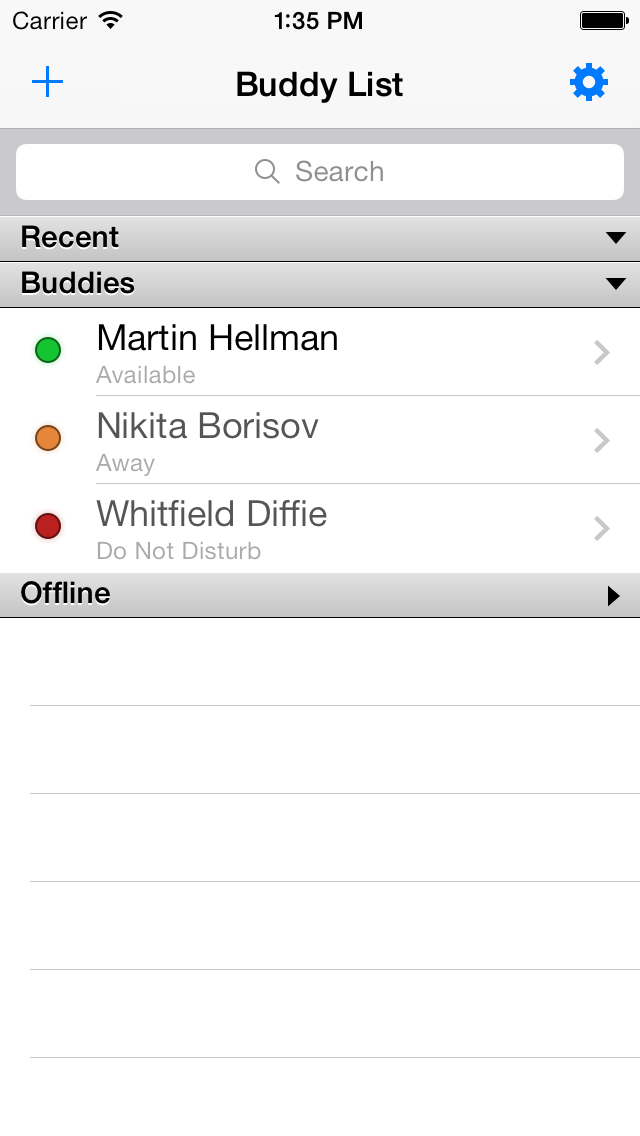 Carrier 1:35 PM
Buddy List
Search
Recent
Buddies
Martin Hellman
Available
Nikita Borisov
Away
Whitfield Diffie
Do Not Disturb
Offline